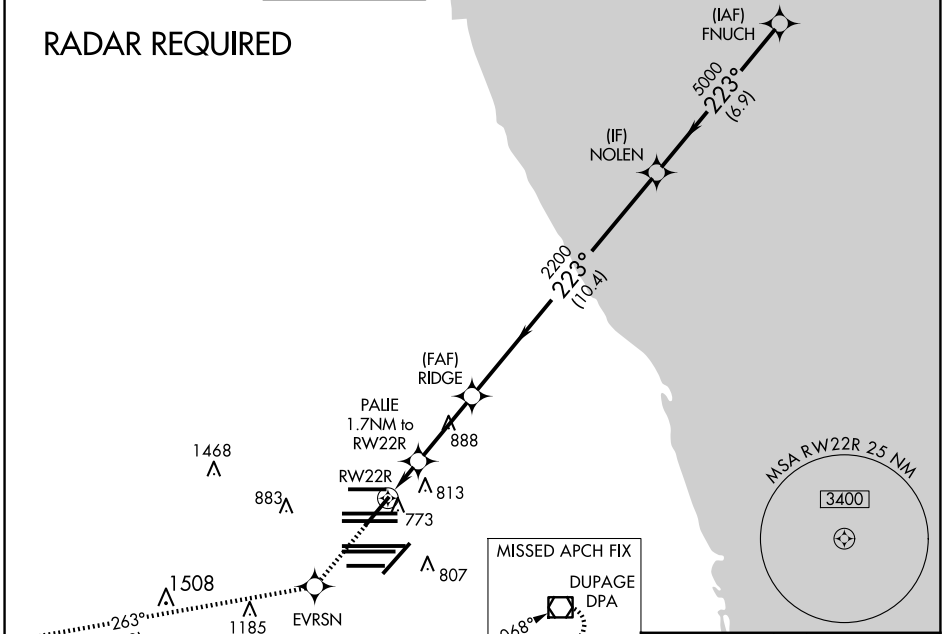 RADAR REQUIRED
(IAF)
FNUCH
5000
223°
(6.9)
(IF)
NOLEN
2200
223°
(10.4)
(FAF)
RIDGE
PALIE
1.7NM to
RW22R
888
1468
RW22R
813
883
773
MSA RW22R 25 NM
3400
807
MISSED APCH FIX
DUPAGE
DPA
068°
1508
263°
1185
EVRSN